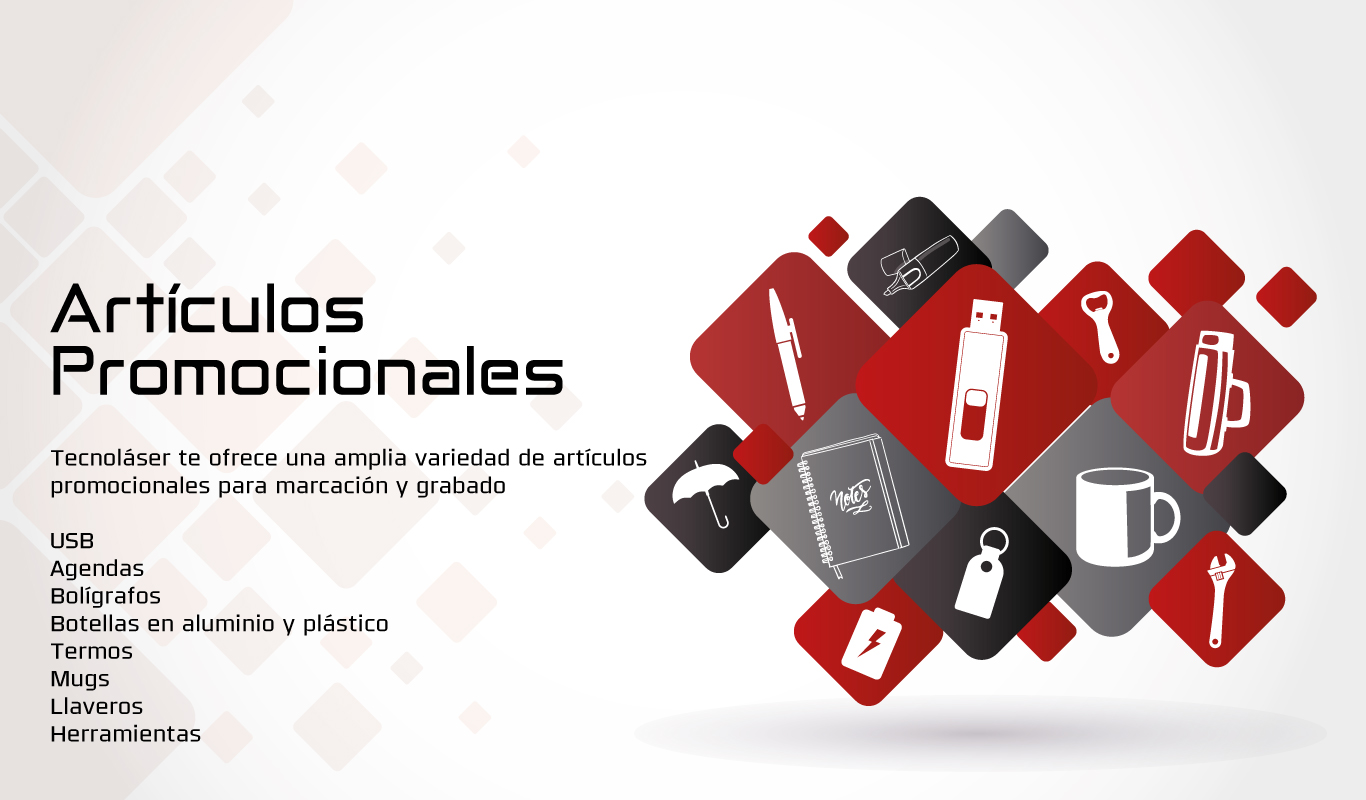 Artículos
Promocionales
Tecnoláser te ofrece una amplia variedad de artículos
promocionales para marcación y grabado
USB
Agendas
Bolígrafos
Botellas en aluminio y plástico
Termos
Mugs
Llaveros
Herramientas
Notes